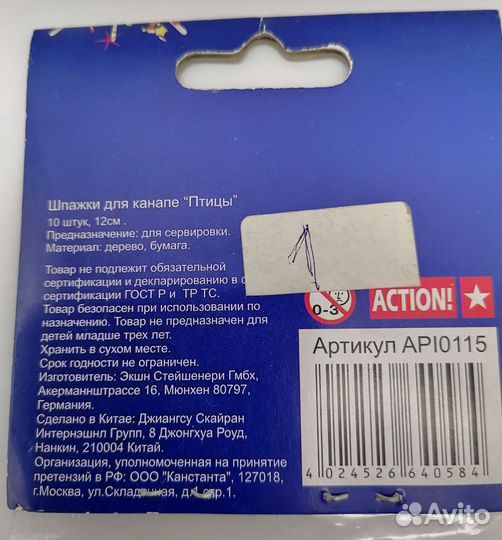 Шпажки для канапе "Птицы"
10 штук, 12см .
Предназначение: для сервировки.
Материал: дерево, бумага.
1
Товар не подлежит обязательной
сертификации и декларированию в с
сертификации ГОСТ Р и ТР ТС.
Товар безопасен при использовании по
назначению. Товар не предназначен для
детей младше трех лет.
Хранить в сухом месте.
Срок годности не ограничен.
Изготовитель: Экшн Стейшенери Гмбх,
Акерманнштрассе 16, Мюнхен 80797,
Германия.
Сделано в Китае: Джиангсу Скайран
Интернэшнл Групп, 8 Джонгхуа Роуд,
Нанкин, 210004 Китай.
Организация, уполномоченная на принятие
претензий в РФ: ООО "Канстанта", 127018,
г.Москва, ул.Складочная, д.1 стр.1.
0-3
ACTION!
Артикул API0115
4 024526 640584
Avito